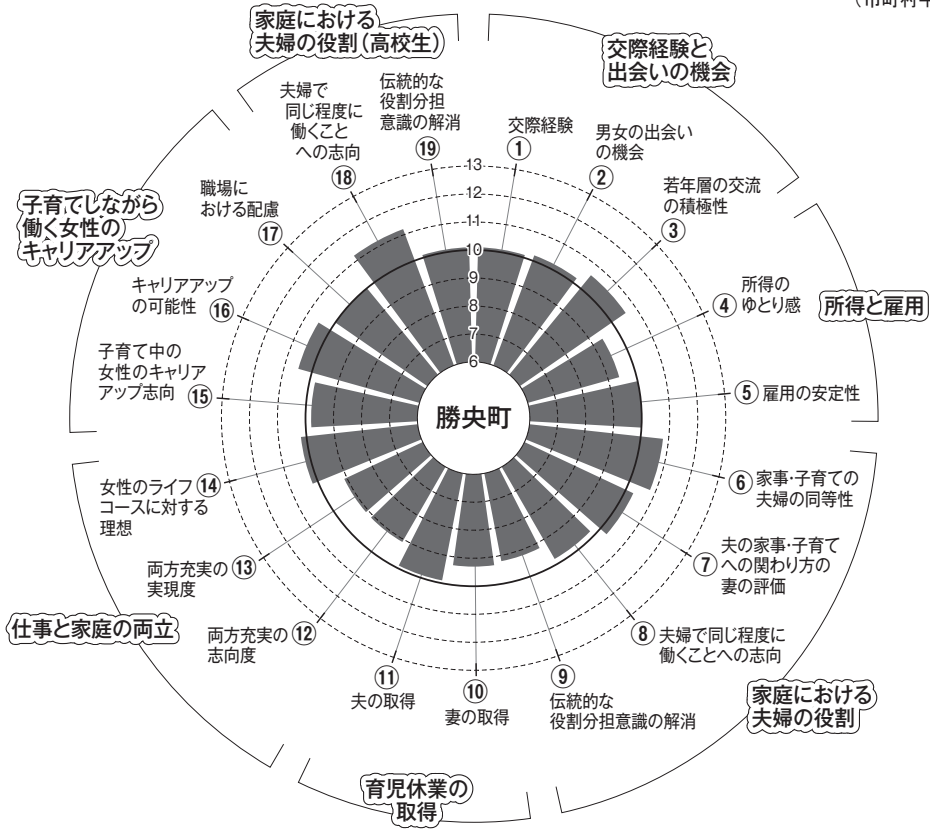 家庭における
夫婦の役割（高校生）
交際経験と
出会いの機会
所得と雇用
家庭における
夫婦の役割
育児休業の
取得
仕事と家庭の両立
子育てしながら
働く女性の
キャリアアップ
交際経験
①
男女の出会い
の機会
②
若年層の交流
の積極性
③
④ 所得の
ゆとり感
⑤ 雇用の安定性
⑥ 家事・子育ての
夫婦の同等性
⑦ 夫の家事・子育て
への関わり方の
妻の評価
⑧ 夫婦で同じ程度に
働くことへの志向
⑨
伝統的な
役割分担意識の解消
⑩
妻の取得
⑪
夫の取得
両方充実の ⑫
志向度
両方充実の ⑬
実現度
女性のライフ ⑭
コースに対する
理想
子育て中の
女性のキャリア
アップ志向 ⑮
キャリアアップ
の可能性 ⑯
職場に
おける配慮
⑰
夫婦で
同じ程度に
働くこと
への志向
⑱
伝統的な
役割分担
意識の解消
⑲
13
12
11
10
9
8
7
6
勝央町